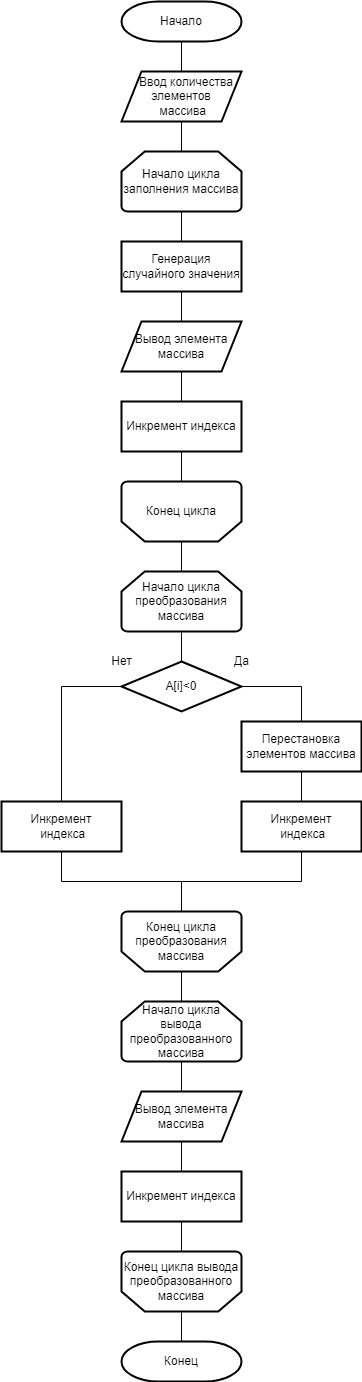 Начало
Ввод количества
элементов
массива
Начало цикла
заполнения массива
Генерация
случайного значения
Вывод элемента
массива
Инкремент индекса
Конец цикла
Начало цикла
преобразования
массива
Нет
Да
A[i]<0
Перестановка
элементов массива
Инкремент
индекса
Инкремент
индекса
Конец цикла
преобразования
массива
Начало цикла
вывода
преобразованного
массива
Вывод элемента
массива
Инкремент индекса
Конец цикла вывода
преобразованного
массива
Конец